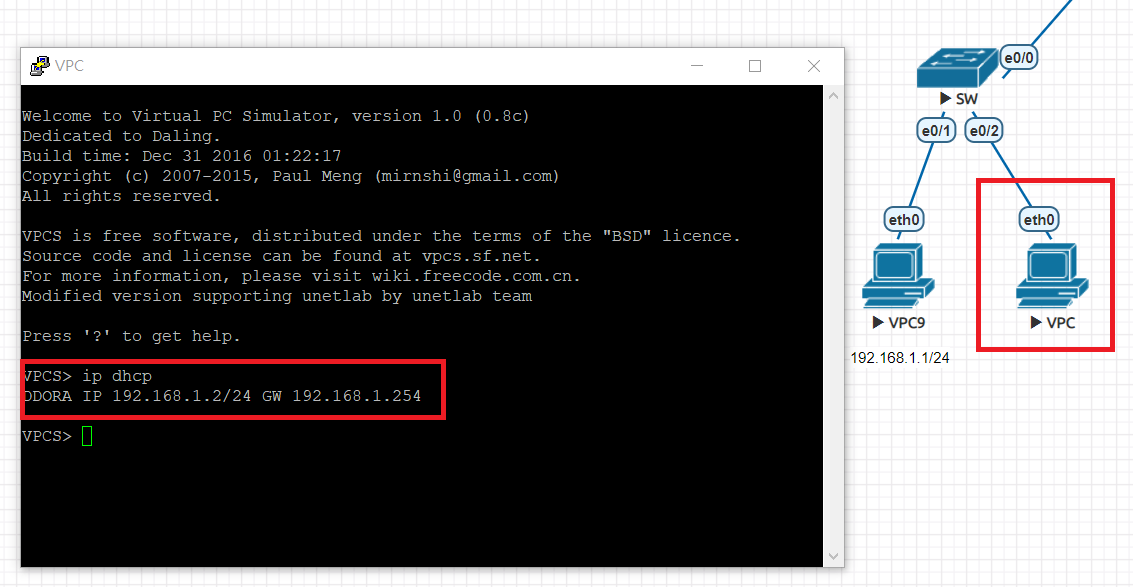 VPC
Welcome to Virtual PC Simulator, version 1.0 (0.8c)
Dedicated to Daling.
Build time: Dec 31 2016 01:22:17
Copyright (c) 2007-2015, Paul Meng (mirnshi@gmail.com)
All rights reserved.
VPCS is free software, distributed under the terms of the "BSD" licence.
Source code and license can be found at vpcs.sf.net.
For more information, please visit wiki.freecode.com.cn.
Modified version supporting unetlab by unetlab team
Press '?' to get help.
VPCS> ip dhcp
DDORA IP 192.168.1.2/24 GW 192.168.1.254
VPCS>
e0/0
SW
e0/1 e0/2
eth0 eth0
VPC9 VPC
192.168.1.1/24